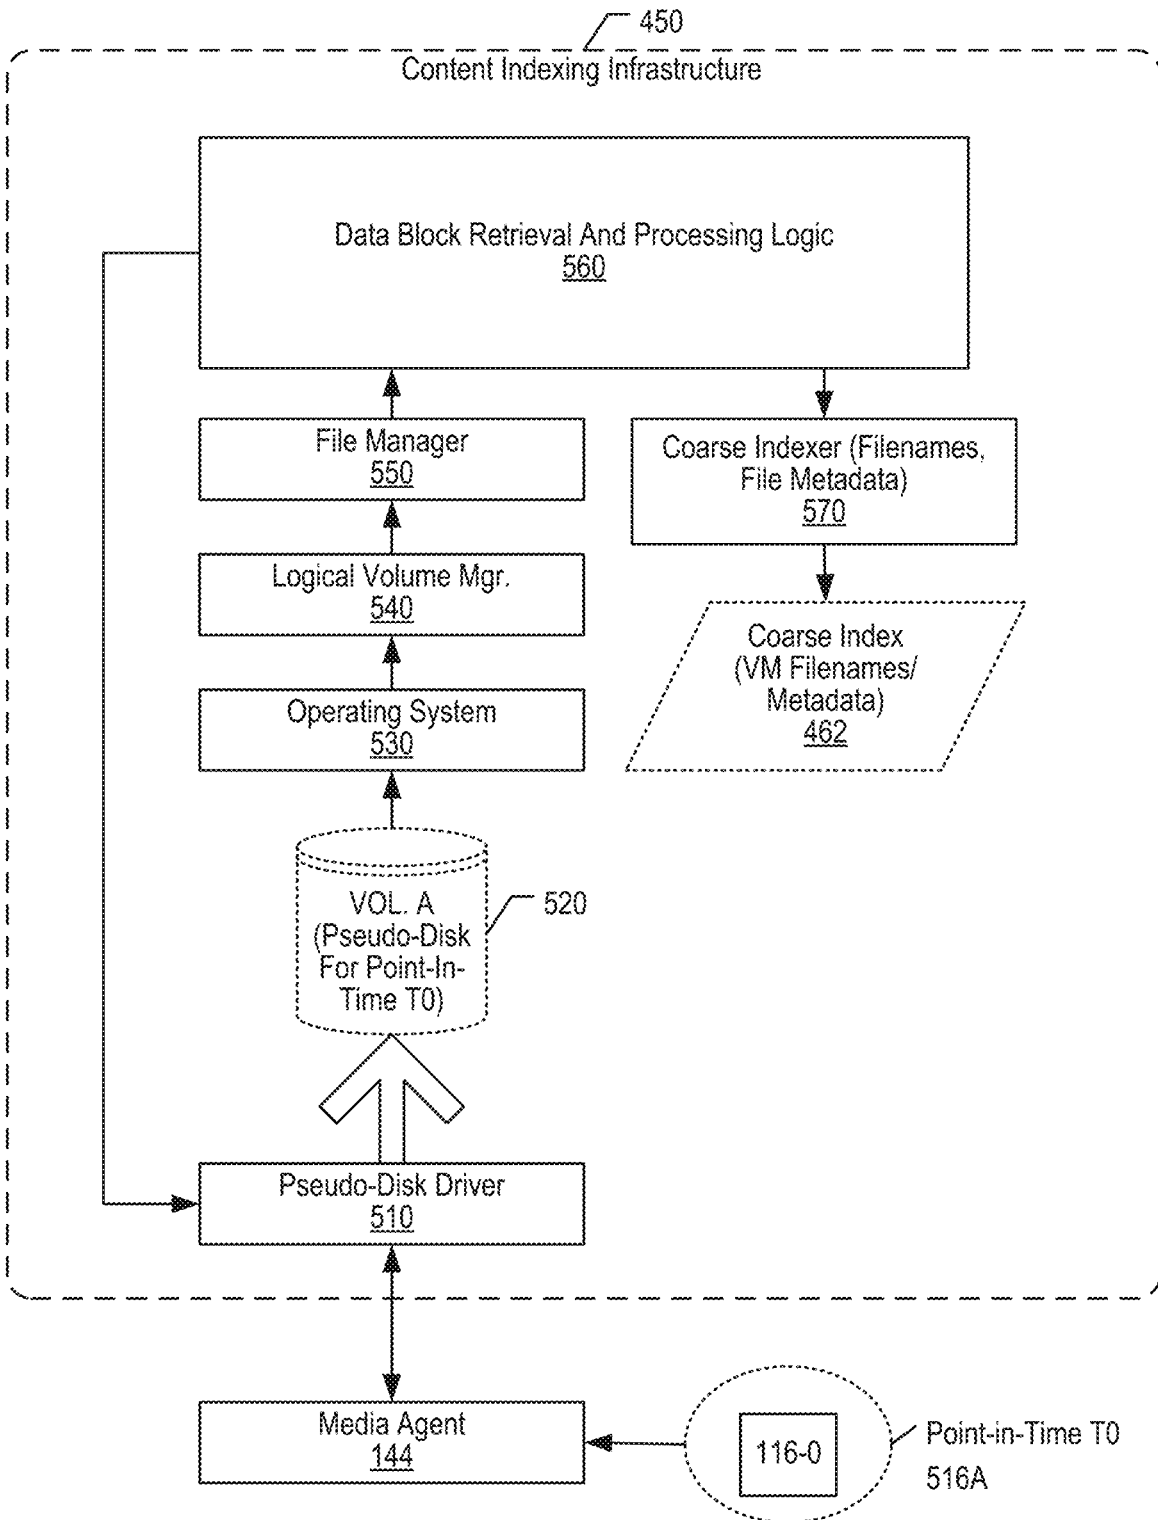 450
Content Indexing Infrastructure
Data Block Retrieval And Processing Logic
560
File Manager
550
Coarse Indexer (Filenames,
File Metadata)
570
Logical Volume Mgr.
540
Coarse Index
(VM Filenames/
Metadata)
462
Operating System
530
VOL. A
(Pseudo-Disk
For Point-In-
Time T0)
520
Pseudo-Disk Driver
510
Media Agent
144
116-0
Point-in-Time T0
516A